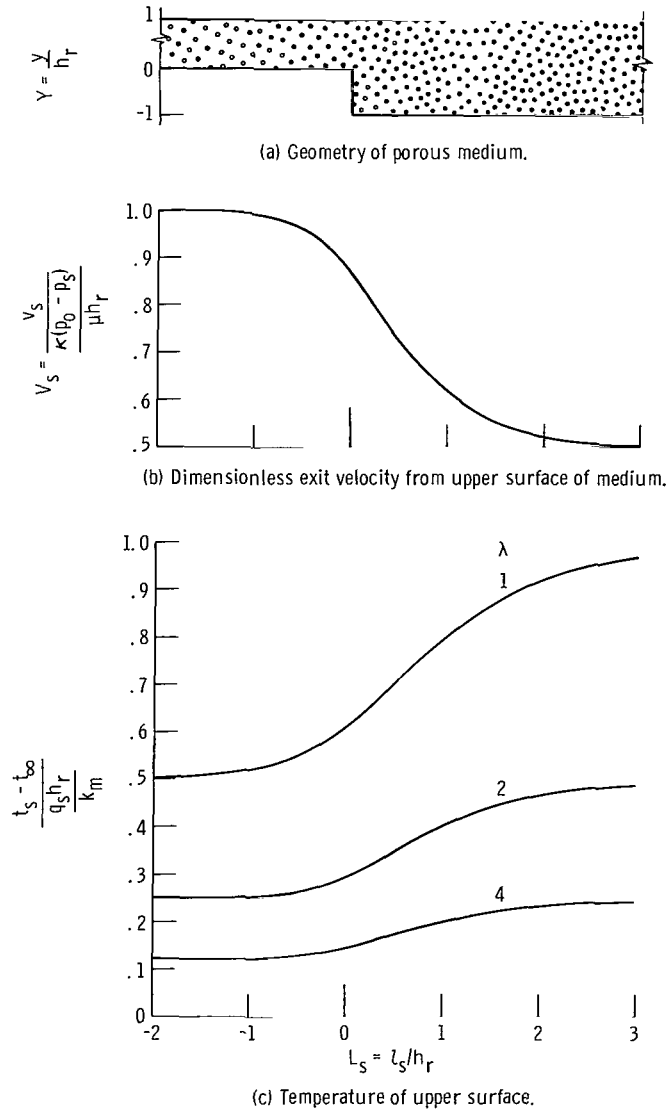 1
0
-1
Y = y/h_r
(a) Geometry of porous medium.
1.0
.9
.8
.7
.6
.5
V_s = v_s / (κ(p_0 - p_s) / μh_r)
(b) Dimensionless exit velocity from upper surface of medium.
1.0
.9
.8
.7
.6
.5
.4
.3
.2
.1
0
(t_s - t_∞) / (q_s h_r / k_m)
λ
1
2
4
-2 -1 0 1 2 3
L_s = l_s/h_r
(c) Temperature of upper surface.